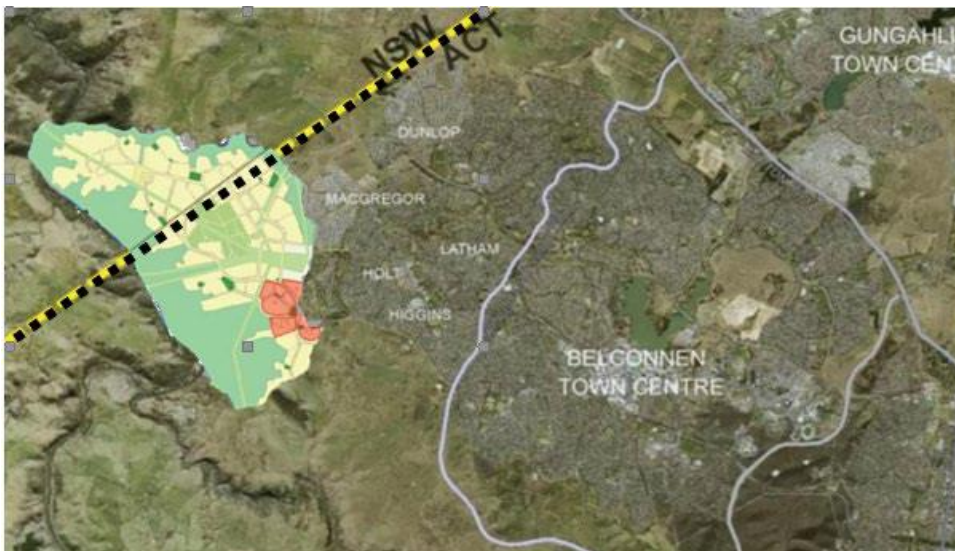 NSW
ACT
GUNGAHLI
TOWN CENT
DUNLOP
MACGREGOR
LATHAM
HOLT
HIGGINS
BELCONNEN
TOWN CENTRE